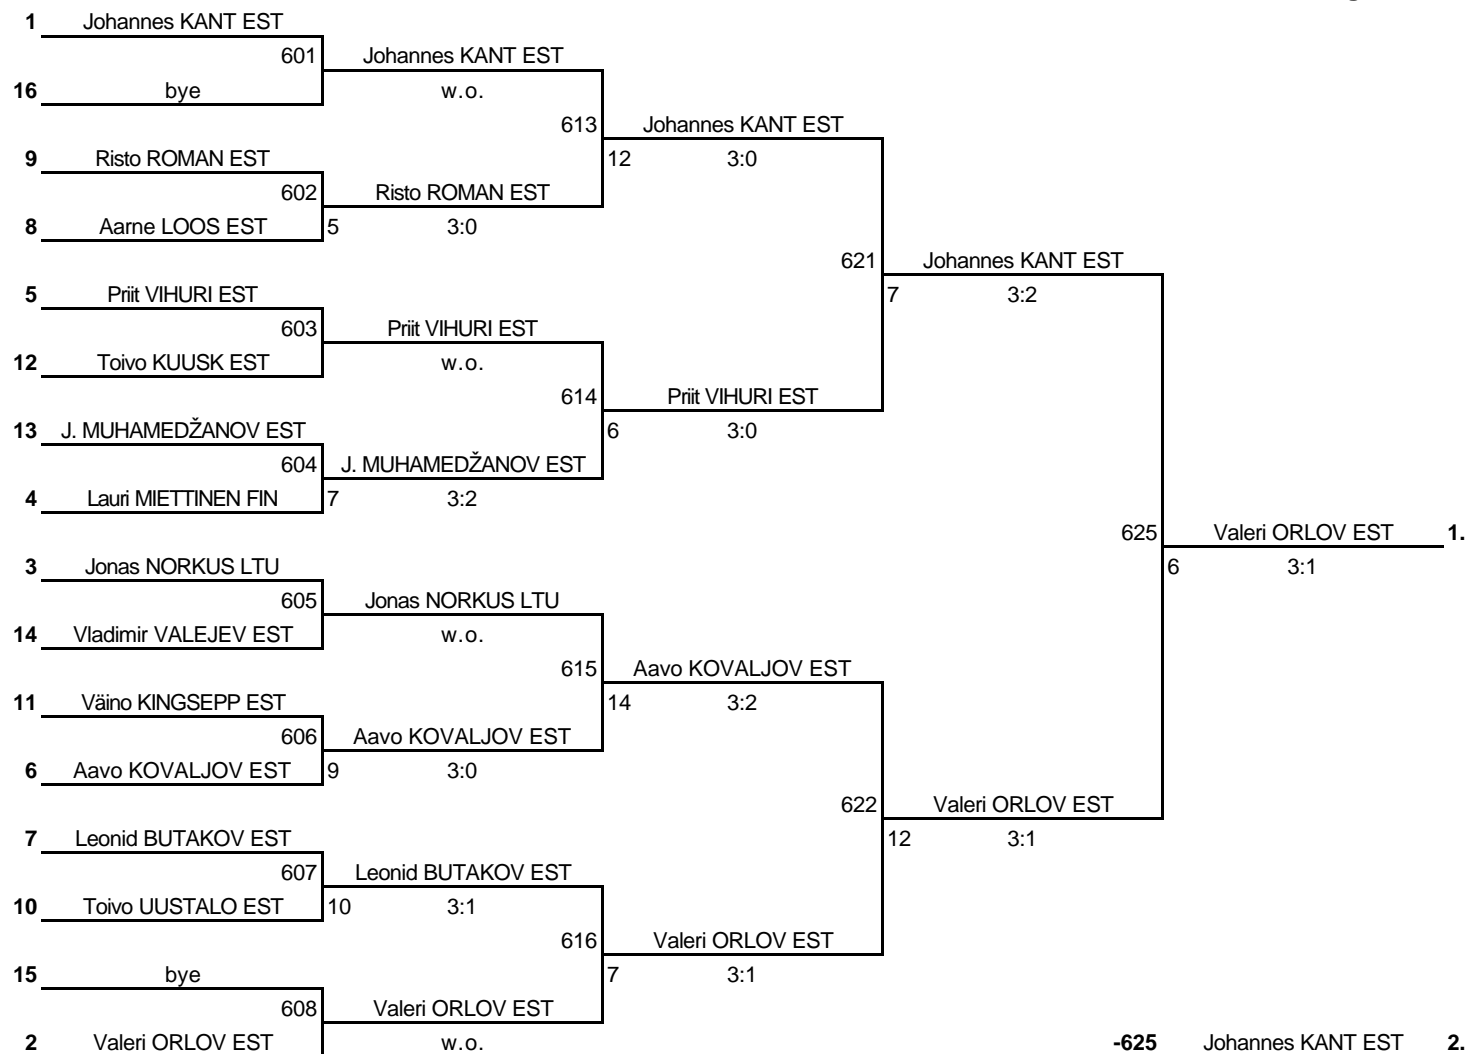 1 Johannes KANT EST
601 Johannes KANT EST
16 bye w.o.
613 Johannes KANT EST
9 Risto ROMAN EST 12 3:0
602 Risto ROMAN EST
8 Aarne LOOS EST 5 3:0
621 Johannes KANT EST
5 Priit VIHURI EST 7 3:2
603 Priit VIHURI EST
12 Toivo KUUSK EST w.o.
614 Priit VIHURI EST
13 J. MUHAMEDŽANOV EST 6 3:0
604 J. MUHAMEDŽANOV EST
4 Lauri MIETTINEN FIN 7 3:2
625 Valeri ORLOV EST 1.
3 Jonas NORKUS LTU 6 3:1
605 Jonas NORKUS LTU
14 Vladimir VALEJEV EST w.o.
615 Aavo KOVALJOV EST
11 Väino KINGSEPP EST 14 3:2
606 Aavo KOVALJOV EST
6 Aavo KOVALJOV EST 9 3:0
622 Valeri ORLOV EST
7 Leonid BUTAKOV EST 12 3:1
607 Leonid BUTAKOV EST
10 Toivo UUSTALO EST 10 3:1
616 Valeri ORLOV EST
15 bye 7 3:1
608 Valeri ORLOV EST
2 Valeri ORLOV EST w.o. -625 Johannes KANT EST 2.